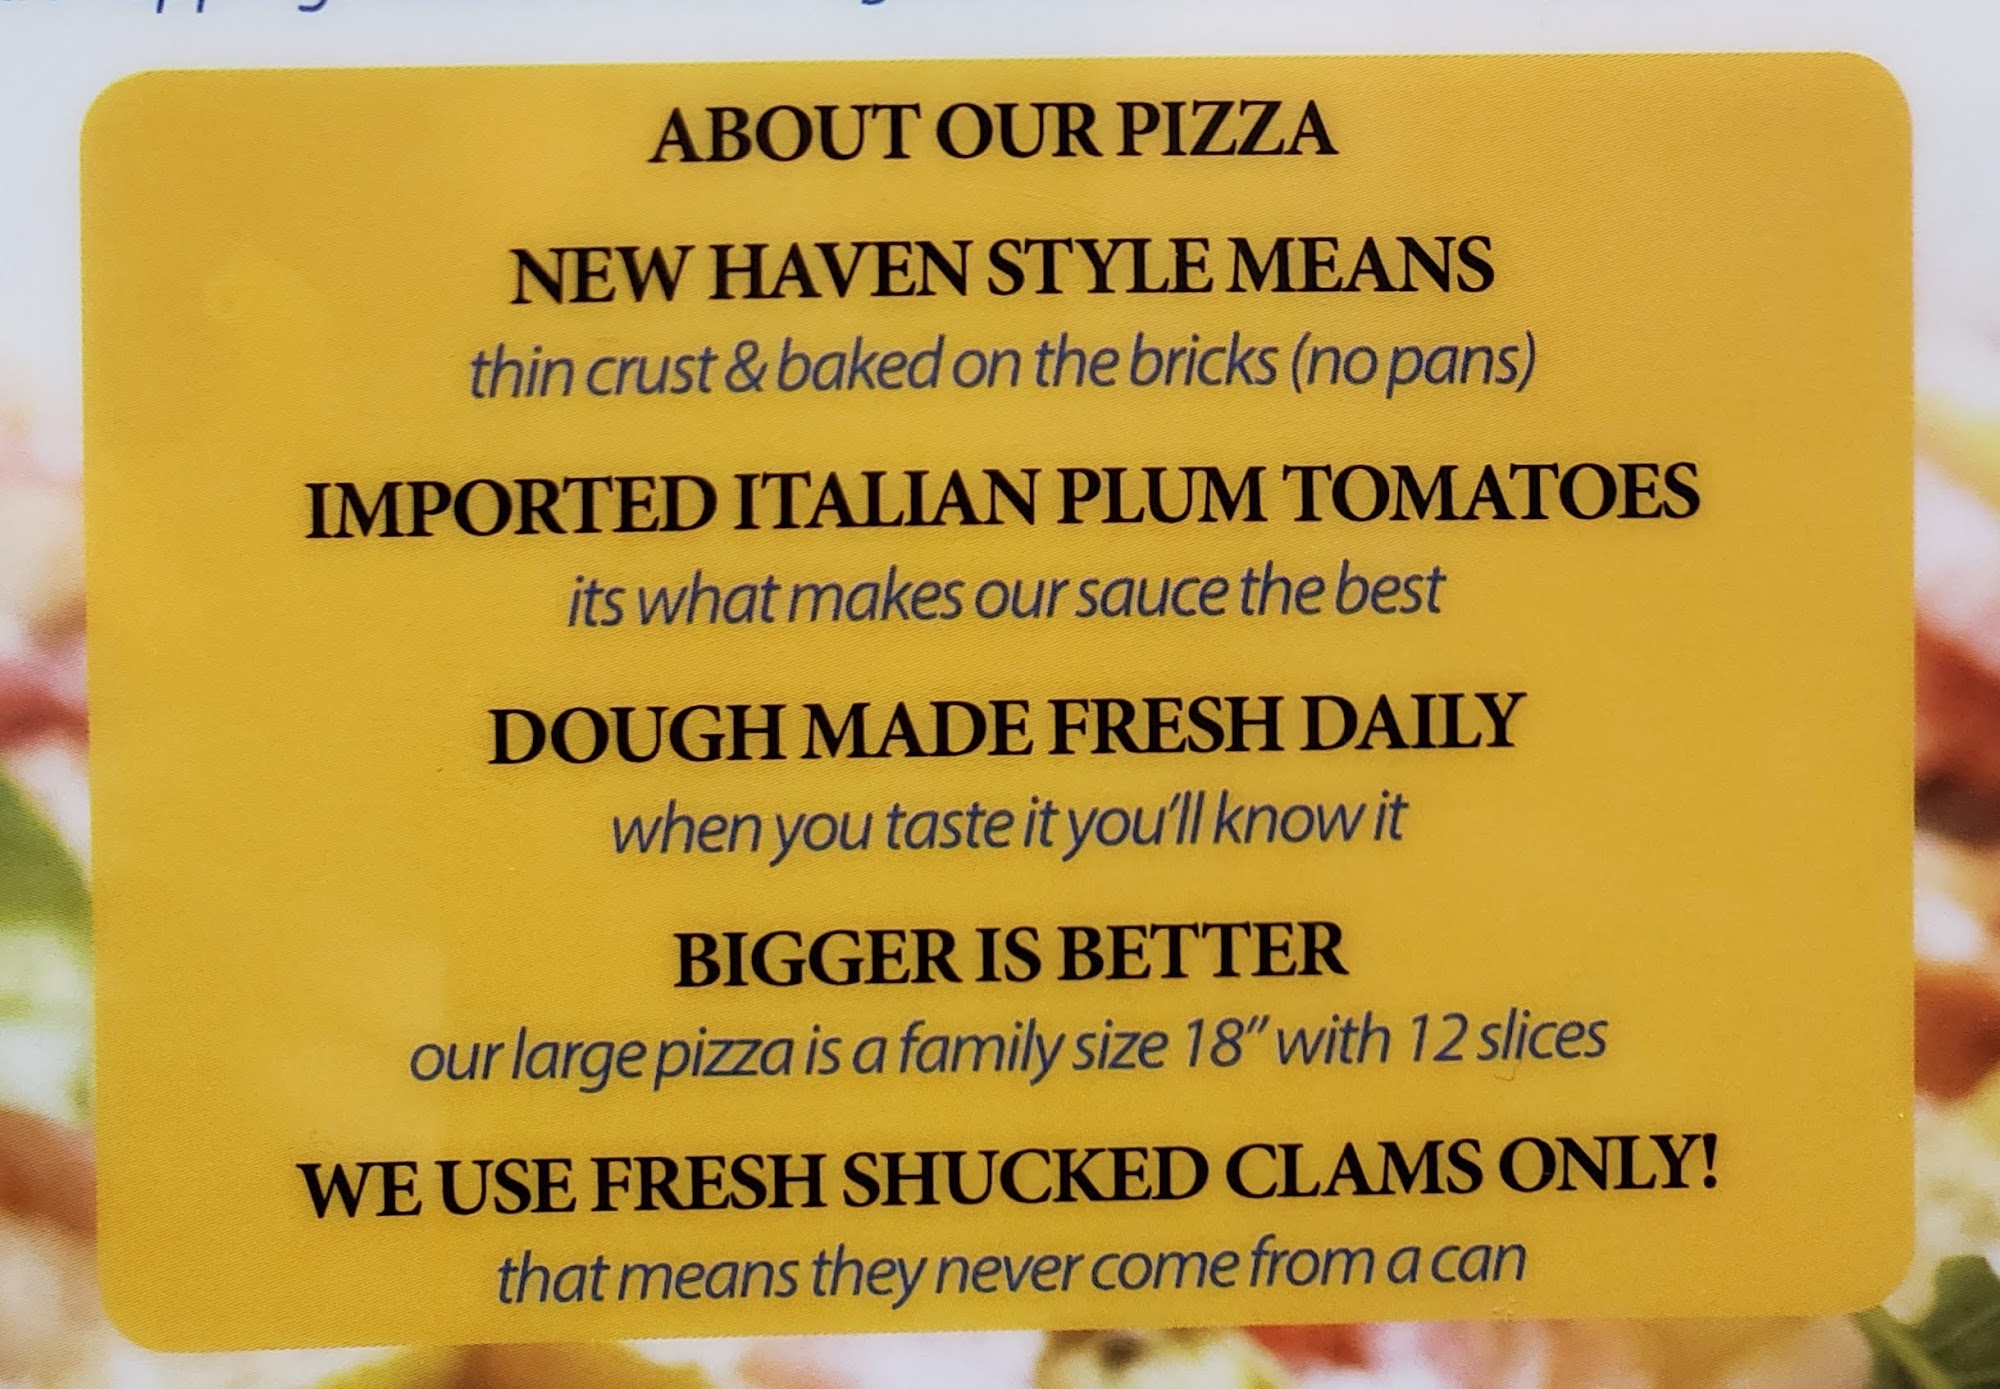 ABOUT OUR PIZZA
NEW HAVEN STYLE MEANS
thin crust & baked on the bricks (no pans)
IMPORTED ITALIAN PLUM TOMATOES
its what makes our sauce the best
DOUGH MADE FRESH DAILY
when you taste it you'll know it
BIGGER IS BETTER
our large pizza is a family size 18" with 12 slices
WE USE FRESH SHUCKED CLAMS ONLY!
that means they never come from a can